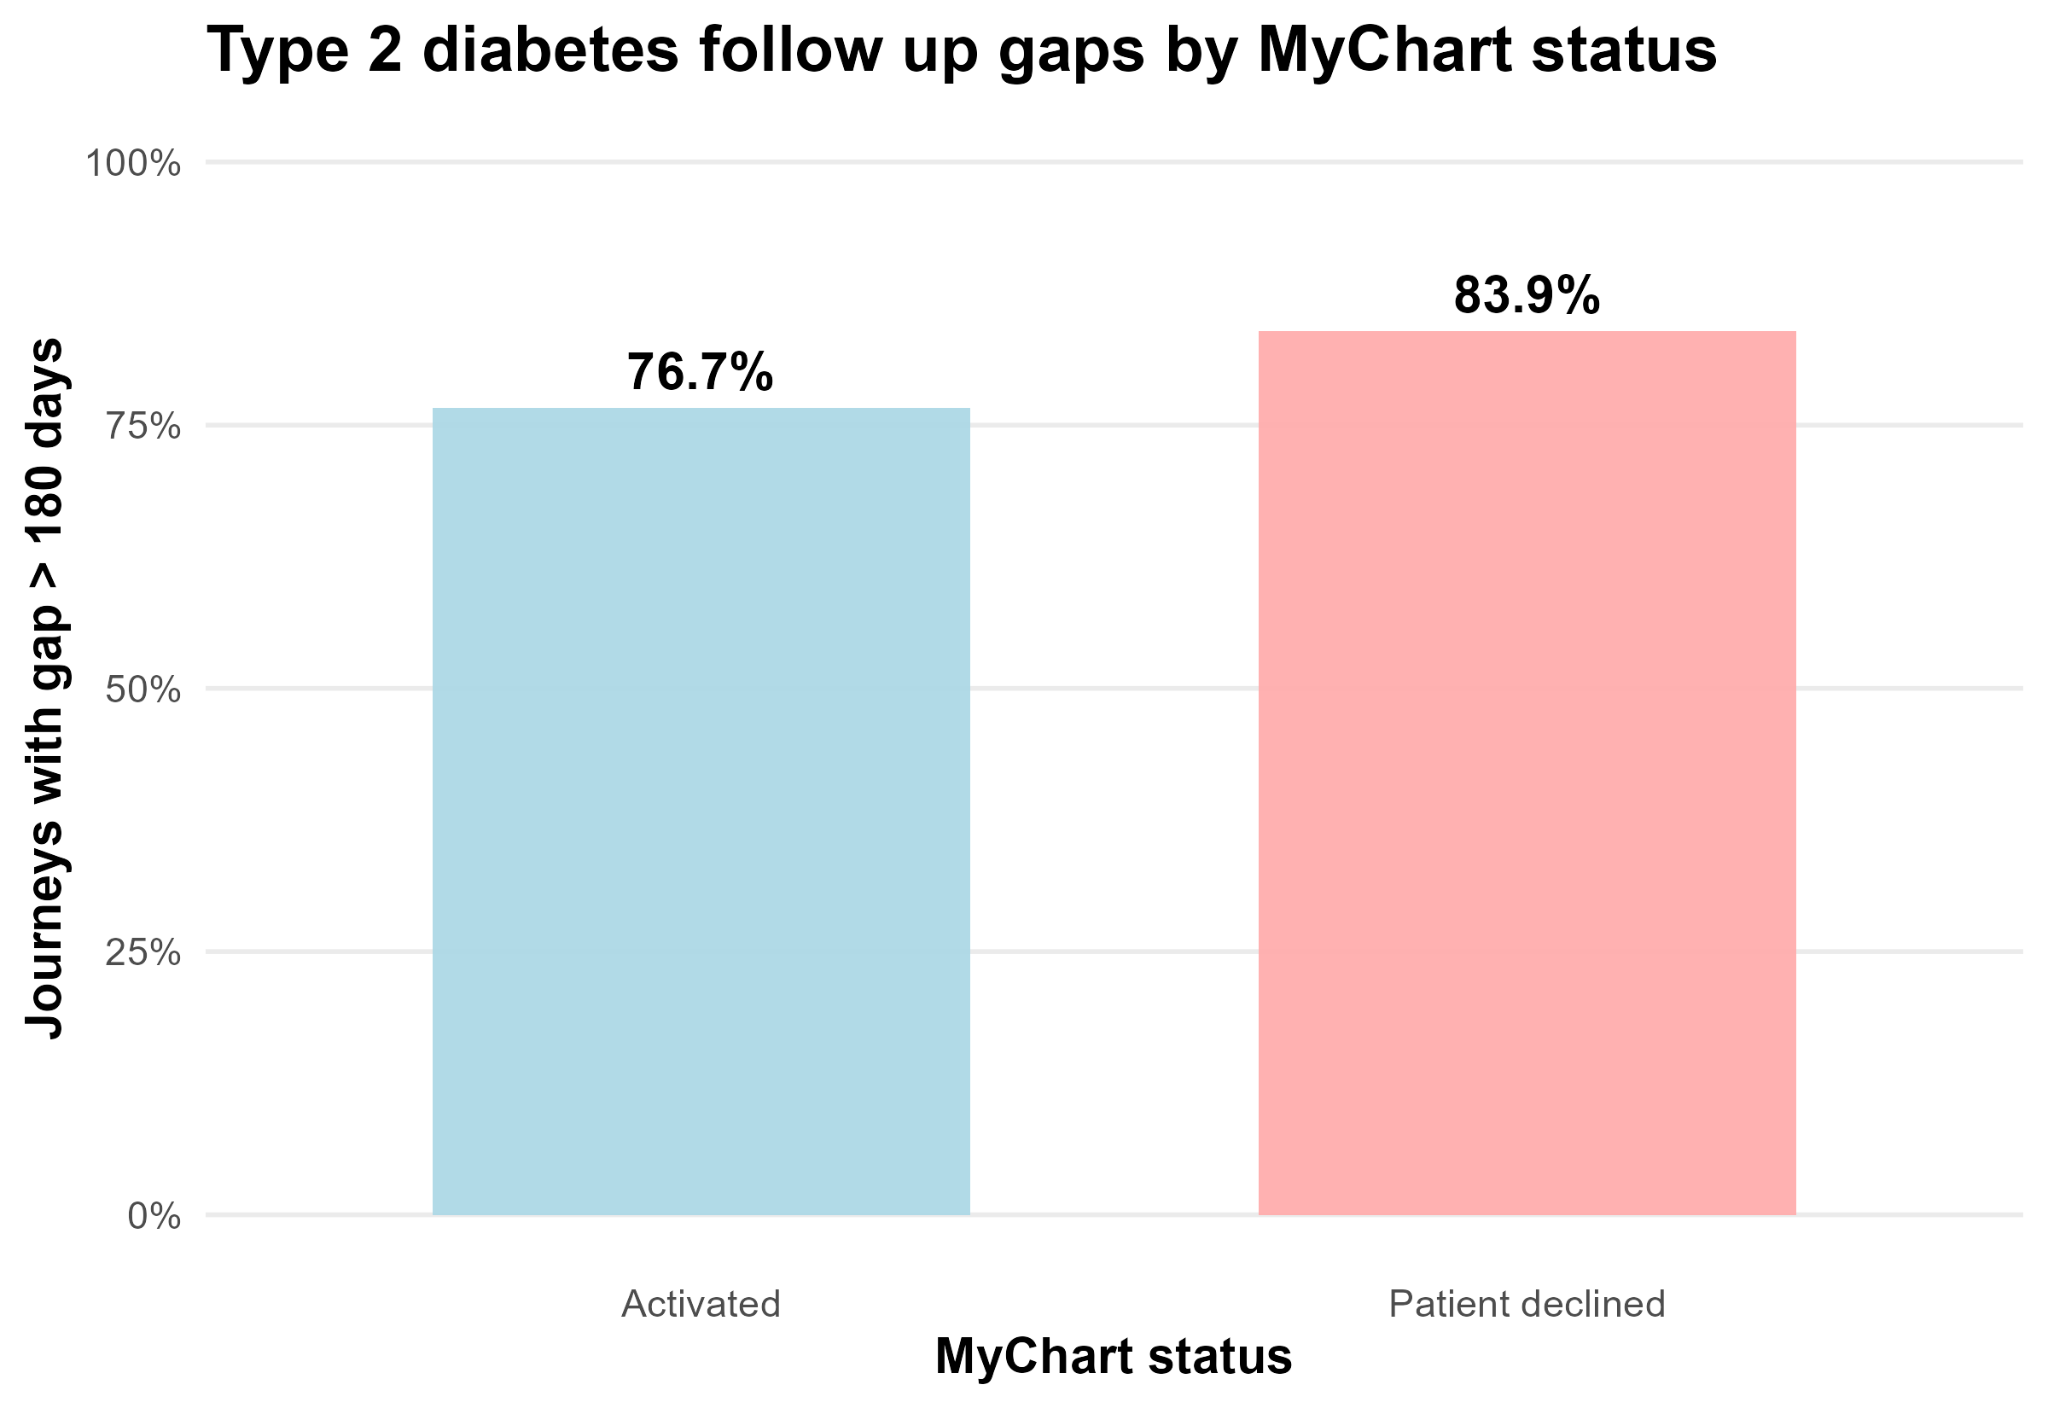 Type 2 diabetes follow up gaps by MyChart status
Journeys with gap > 180 days
100%
75%
50%
25%
0%
76.7%
83.9%
Activated
Patient declined
MyChart status